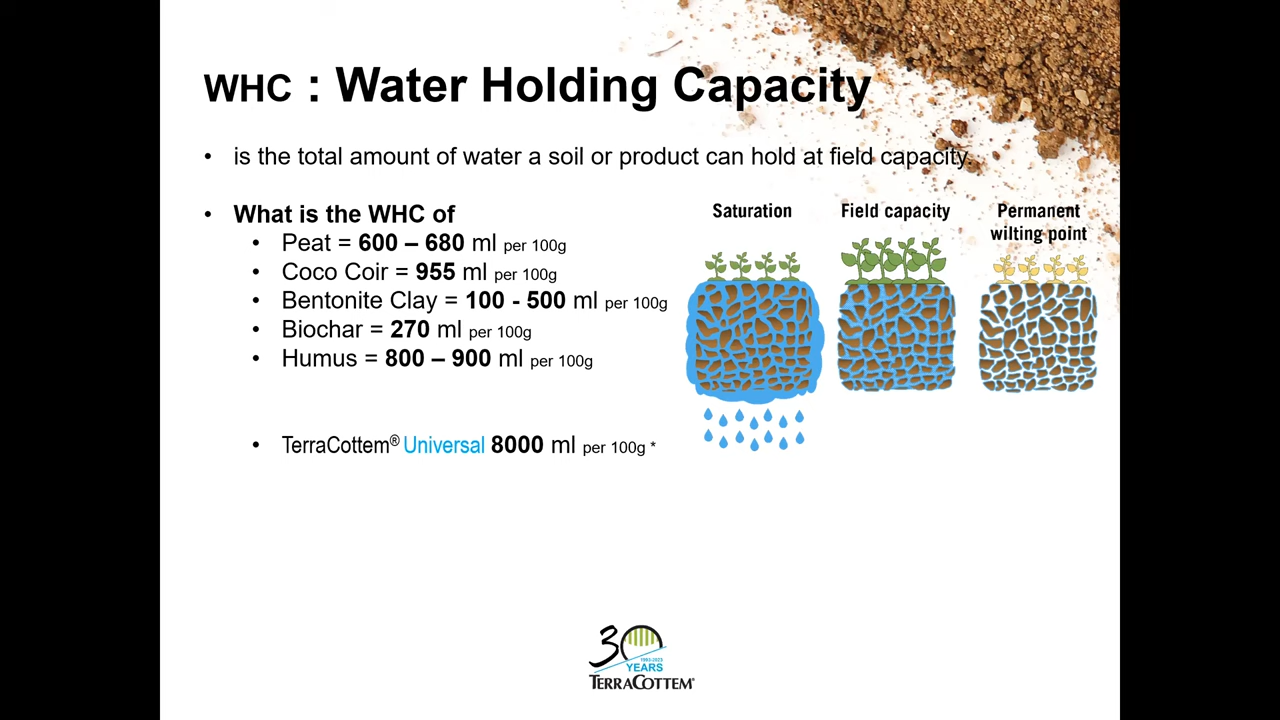 WHC : Water Holding Capacity
• is the total amount of water a soil or product can hold at field capacity.
• What is the WHC of
• Peat = 600 – 680 ml per 100g
• Coco Coir = 955 ml per 100g
• Bentonite Clay = 100 - 500 ml per 100g
• Biochar = 270 ml per 100g
• Humus = 800 – 900 ml per 100g
• TerraCottem® Universal 8000 ml per 100g *
Saturation
Field capacity
Permanent
wilting point
30
1993-2023
YEARS
TERRACOTTEM®